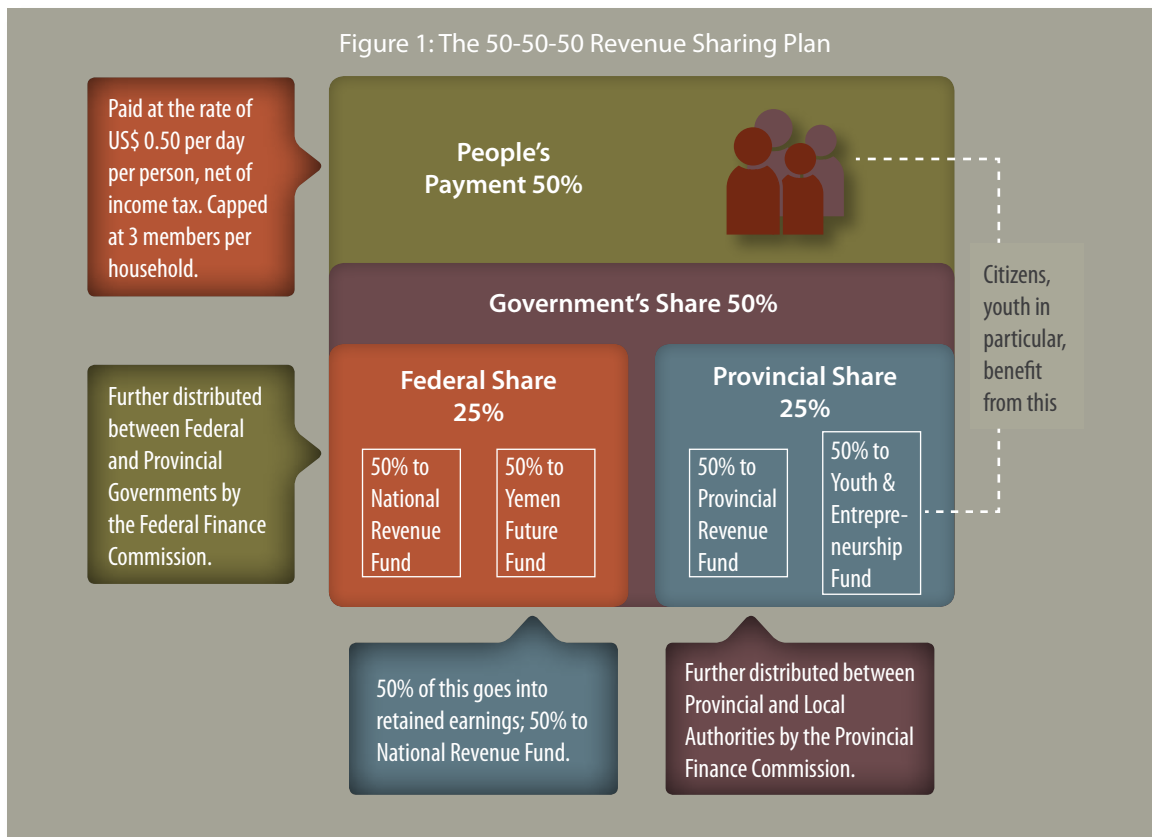 Figure 1: The 50-50-50 Revenue Sharing Plan
Paid at the rate of
US$ 0.50 per day
per person, net of
income tax. Capped
at 3 members per
household.
People's
Payment 50%
Government's Share 50%
Citizens,
youth in
particular,
benefit
from this
Further distributed
between Federal
and Provincial
Governments by
the Federal Finance
Commission.
Federal Share
25%
50% to
National
Revenue
Fund
50% to
Yemen
Future
Fund
Provincial Share
25%
50% to
Provincial
Revenue
Fund
50% to
Youth &
Entrepre-
neurship
Fund
50% of this goes into
retained earnings; 50% to
National Revenue Fund.
Further distributed between
Provincial and Local
Authorities by the Provincial
Finance Commission.